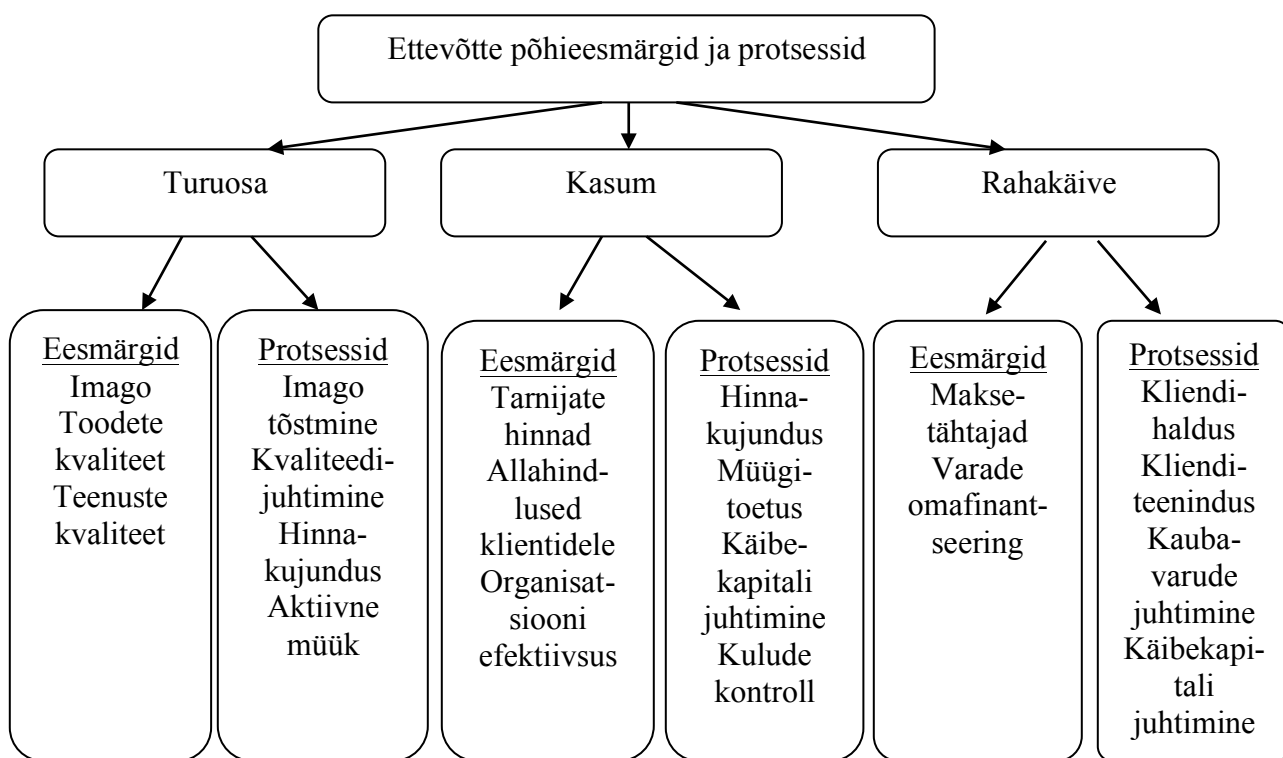 Ettevõtte põhieesmärgid ja protsessid
Turuosa
Kasum
Rahakäive
Eesmärgid
Imago
Toodete
kvaliteet
Teenuste
kvaliteet
Protsessid
Imago
tõstmine
Kvaliteedi-
juhtimine
Hinna-
kujundus
Aktiivne
müük
Eesmärgid
Tarnijate
hinnad
Allahind-
lused
klientidele
Organisat-
siooni
efektiivsus
Protsessid
Hinna-
kujundus
Müügi-
toetus
Käibe-
kapitali
juhtimine
Kulude
kontroll
Eesmärgid
Makse-
tähtajad
Varade
omafinant-
seering
Protsessid
Kliendi-
haldus
Kliendi-
teenindus
Kauba-
varude
juhtimine
Käibekapi-
tali
juhtimine